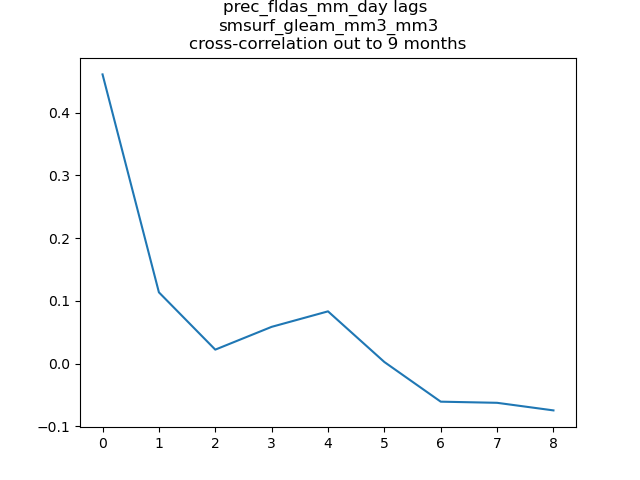 prec_fldas_mm_day lags
smsurf_gleam_mm3_mm3
cross-correlation out to 9 months
0.4
0.3
0.2
0.1
0.0
−0.1
0 1 2 3 4 5 6 7 8